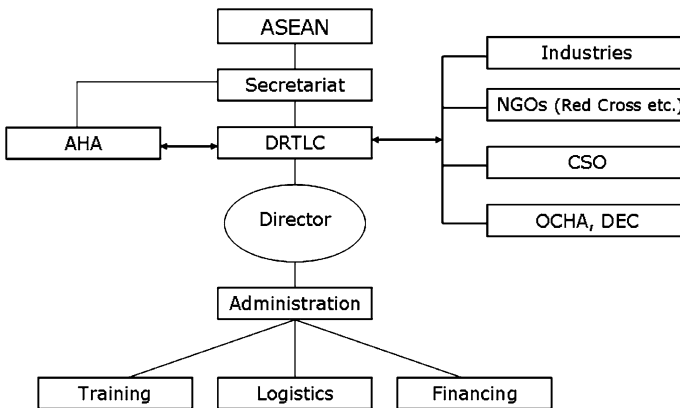 ASEAN
Secretariat
AHA
DRTLC
Industries
NGOs (Red Cross etc.)
CSO
OCHA, DEC
Director
Administration
Training
Logistics
Financing